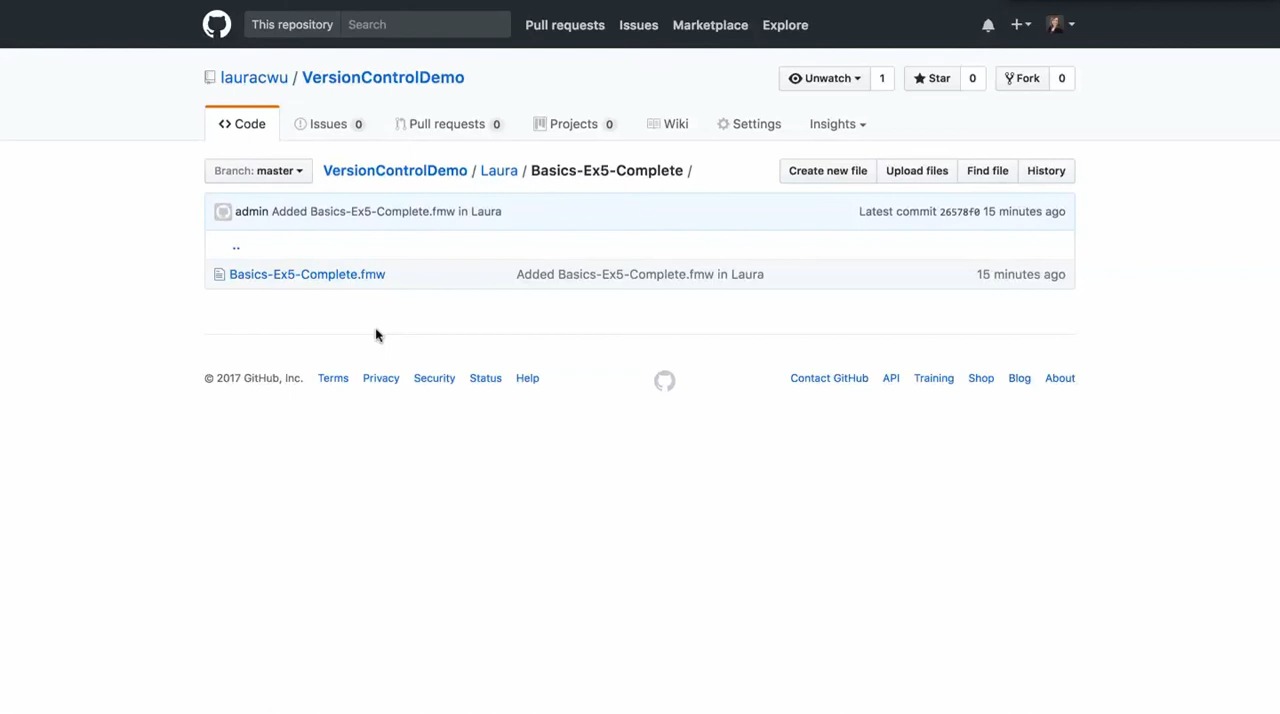 This repository Search Pull requests Issues Marketplace Explore
lauracwu / VersionControlDemo Unwatch 1 Star 0 Fork 0
Code Issues 0 Pull requests 0 Projects 0 Wiki Settings Insights
Branch: master VersionControlDemo / Laura / Basics-Ex5-Complete / Create new file Upload files Find file History
admin Added Basics-Ex5-Complete.fmw in Laura Latest commit 26578f0 15 minutes ago
..
Basics-Ex5-Complete.fmw Added Basics-Ex5-Complete.fmw in Laura 15 minutes ago
© 2017 GitHub, Inc. Terms Privacy Security Status Help Contact GitHub API Training Shop Blog About